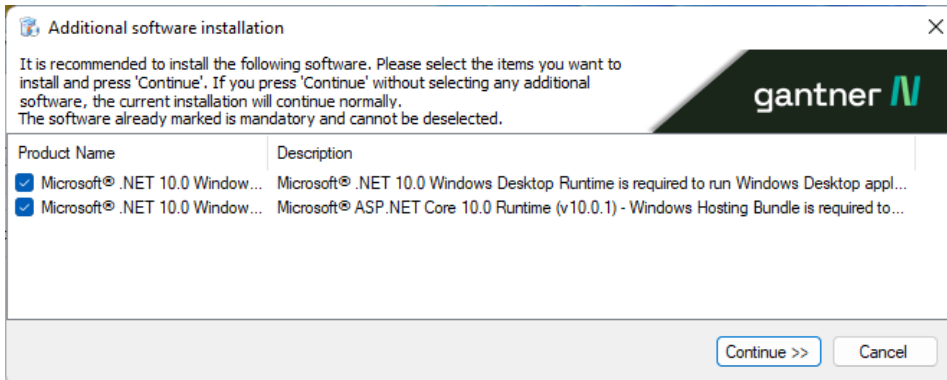 Additional software installation
It is recommended to install the following software. Please select the items you want to
install and press 'Continue'. If you press 'Continue' without selecting any additional
software, the current installation will continue normally.
The software already marked is mandatory and cannot be deselected.
gantner
Product Name Description
Microsoft® .NET 10.0 Window... Microsoft® .NET 10.0 Windows Desktop Runtime is required to run Windows Desktop appl...
Microsoft® .NET 10.0 Window... Microsoft® ASP.NET Core 10.0 Runtime (v10.0.1) - Windows Hosting Bundle is required to...
Continue >> Cancel